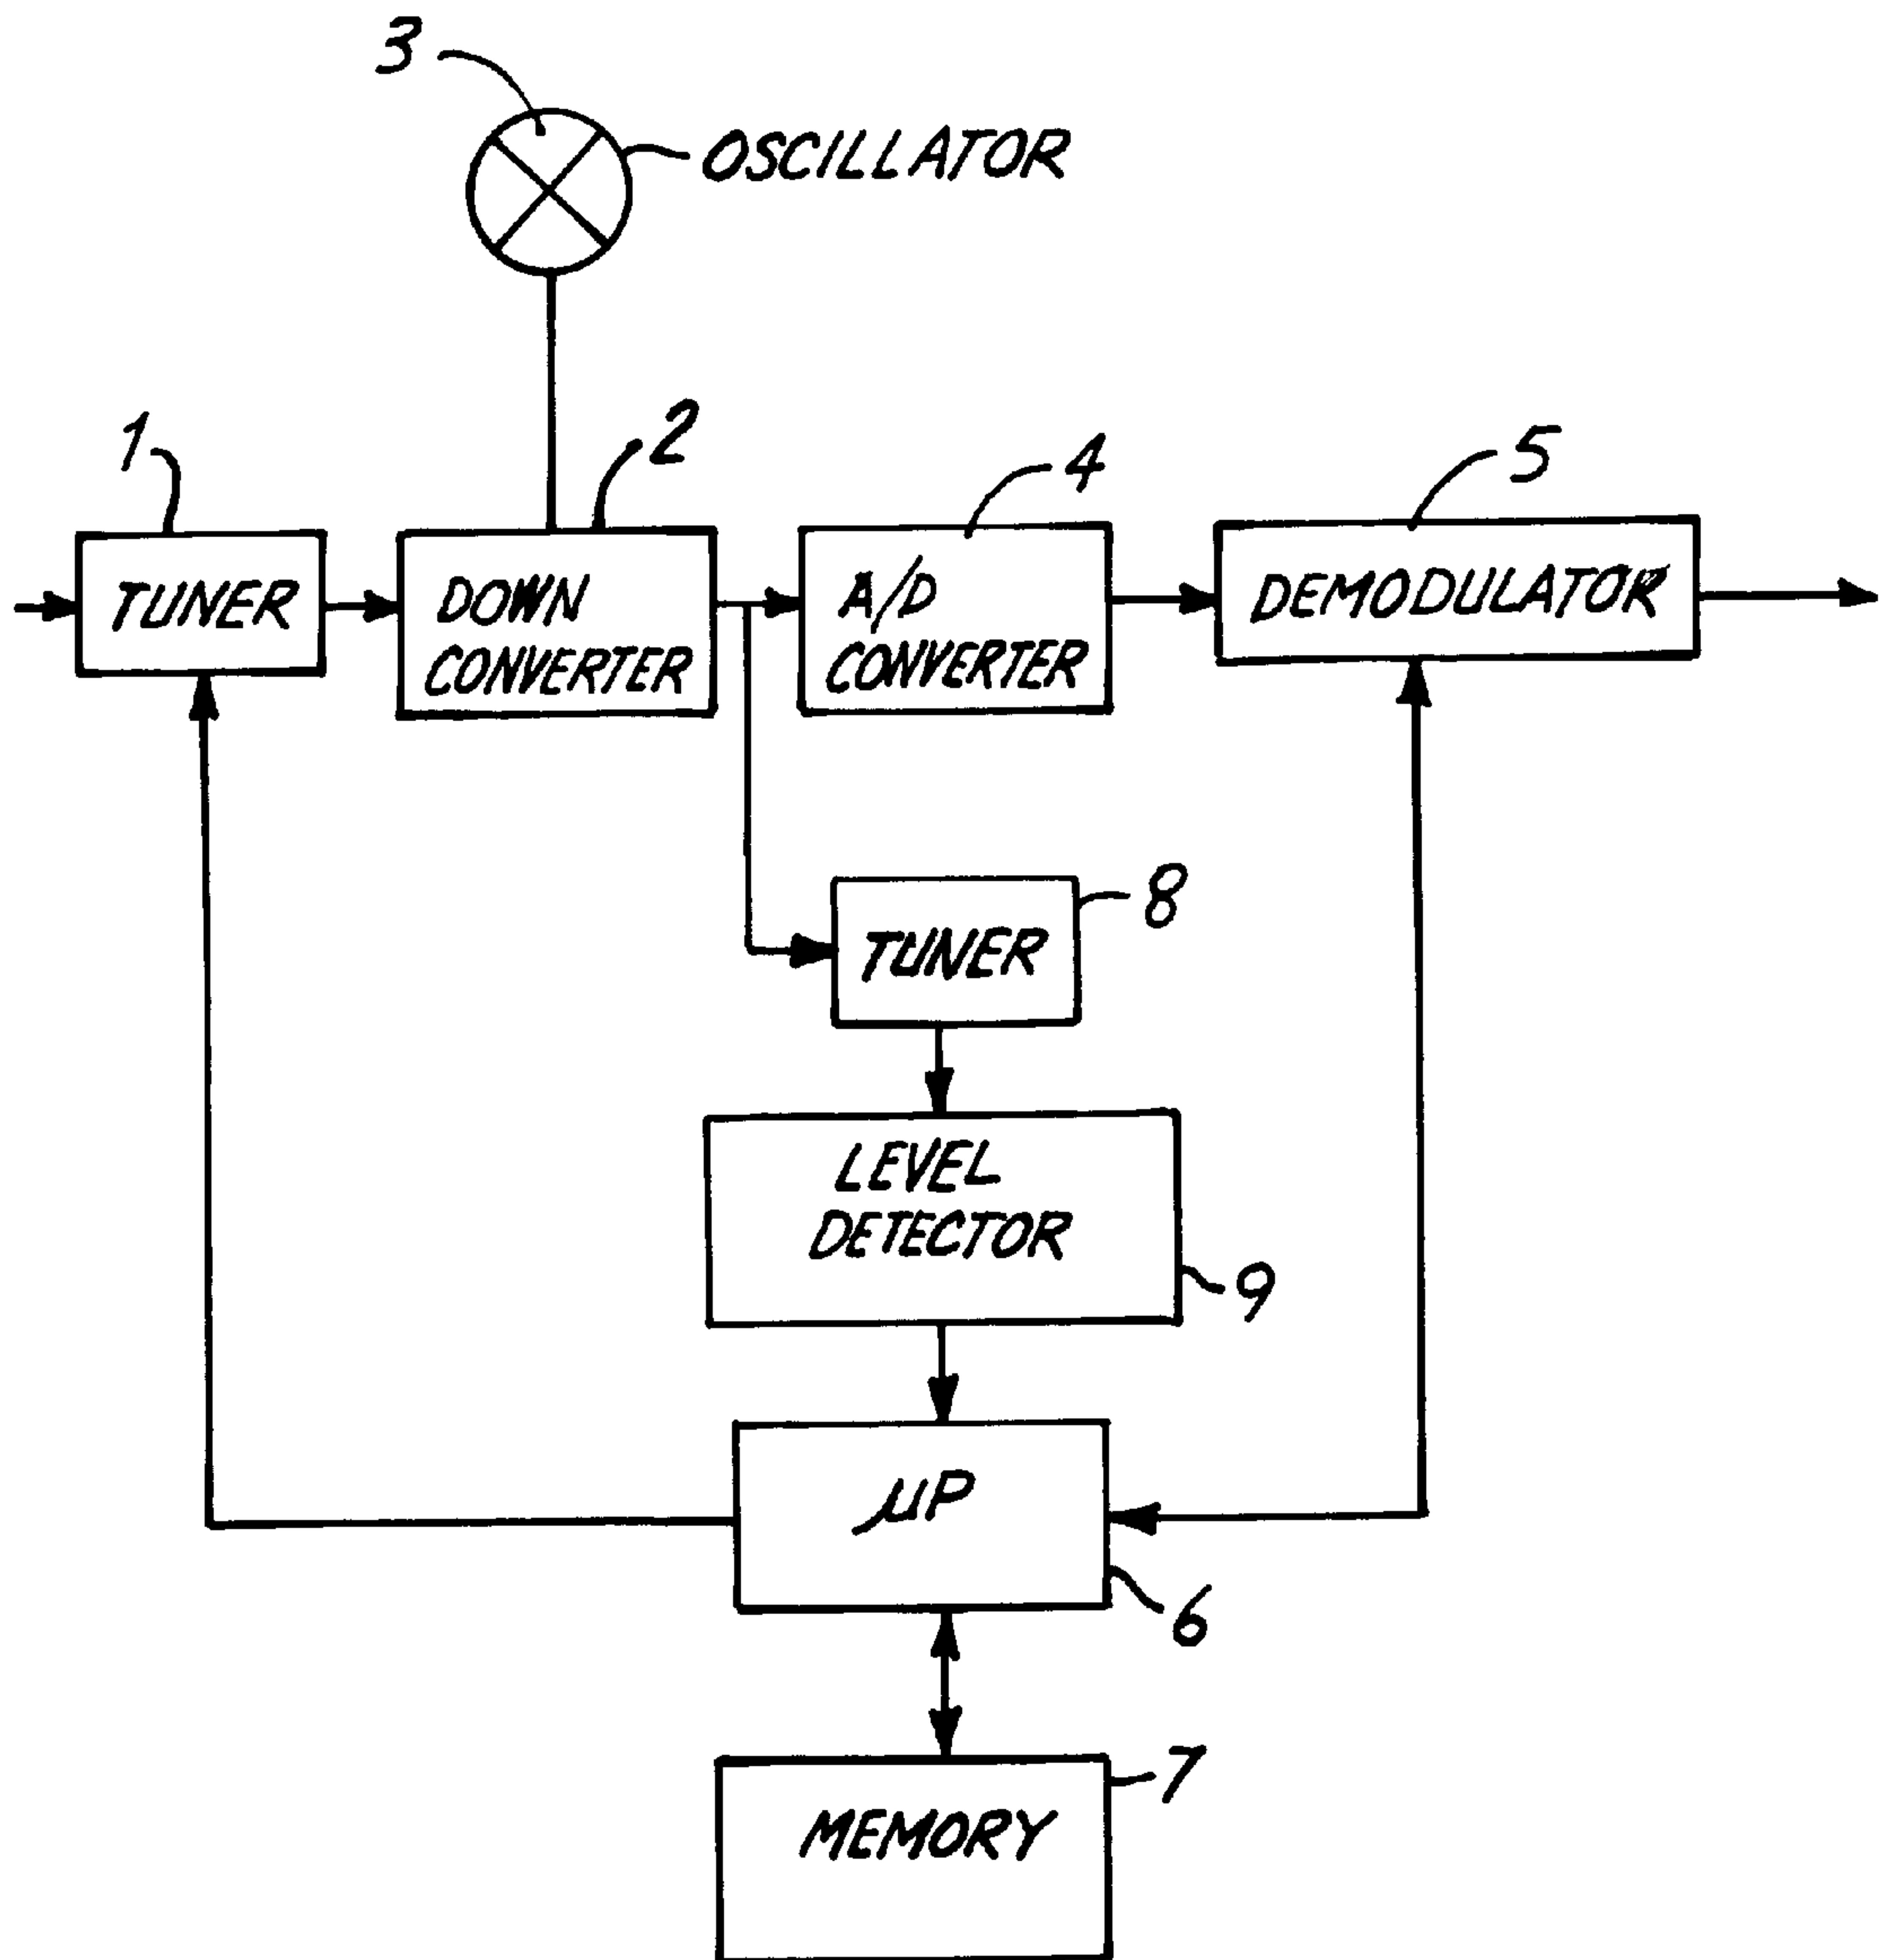 3
OSCILLATOR
1
2
4
5
TUNER
DOWN
CONVERTER
A/D
CONVERTER
DEMODULATOR
8
TUNER
LEVEL
DETECTOR
9
μP
6
7
MEMORY